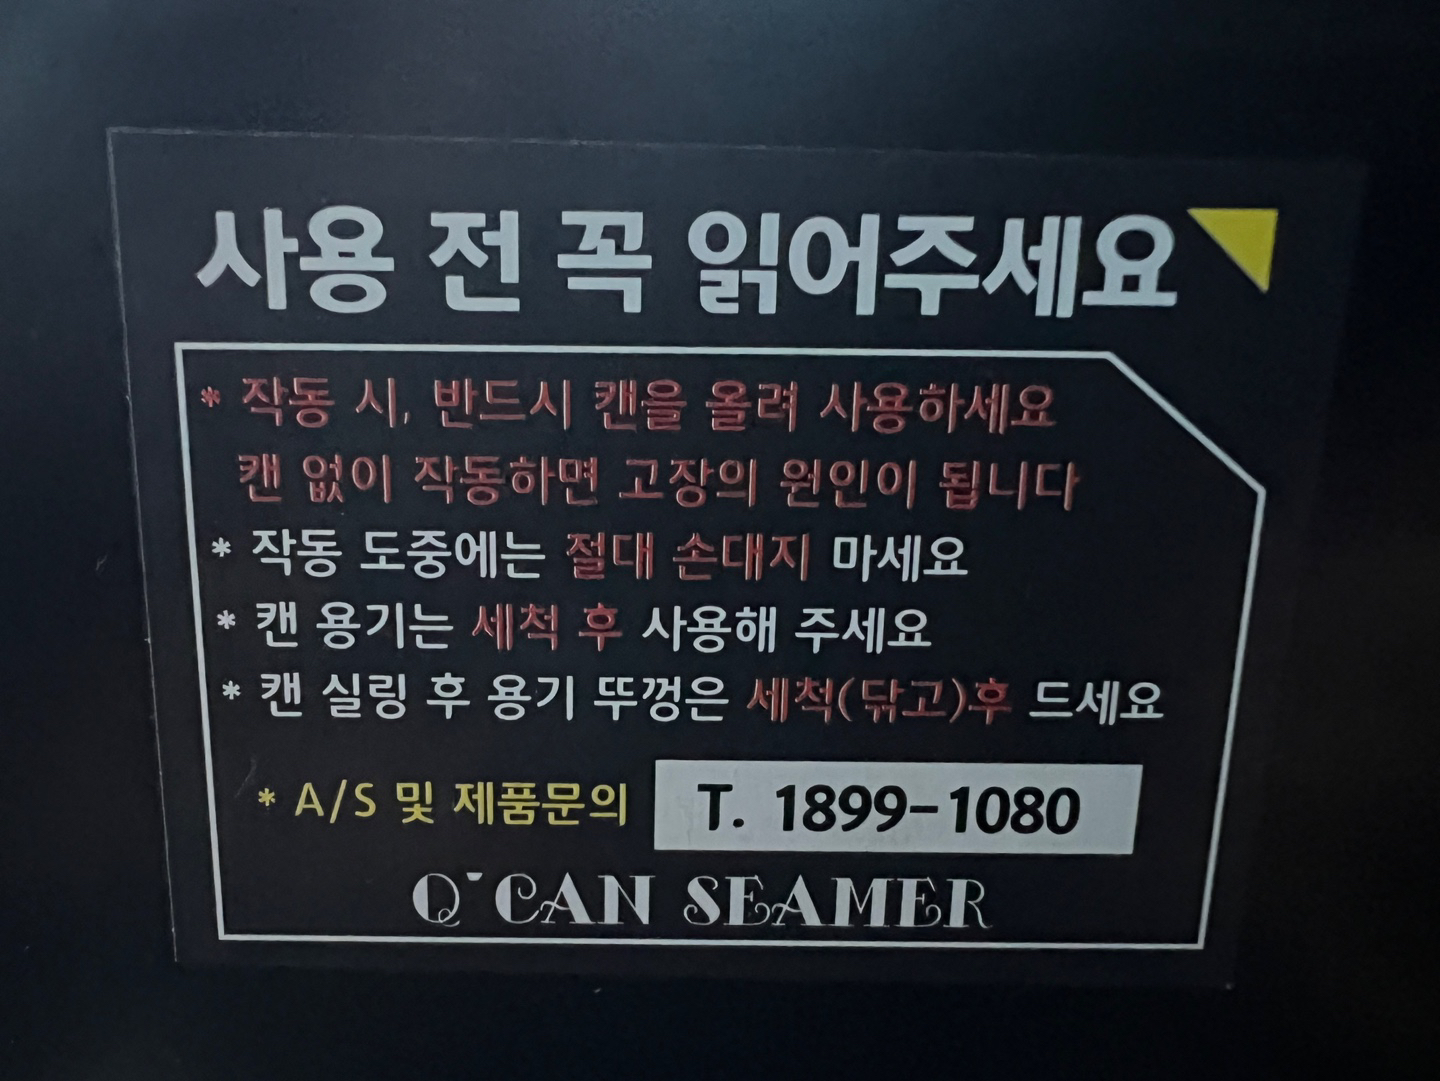 사용 전 꼭 읽어주세요
* 작동 시, 반드시 캔을 올려 사용하세요
캔 없이 작동하면 고장의 원인이 됩니다
* 작동 도중에는 절대 손대지 마세요
* 캔 용기는 세척 후 사용해 주세요
* 캔 실링 후 용기 뚜껑은 세척(닦고)후 드세요
* A/S 및 제품문의 T. 1899-1080
Q-CAN SEAMER